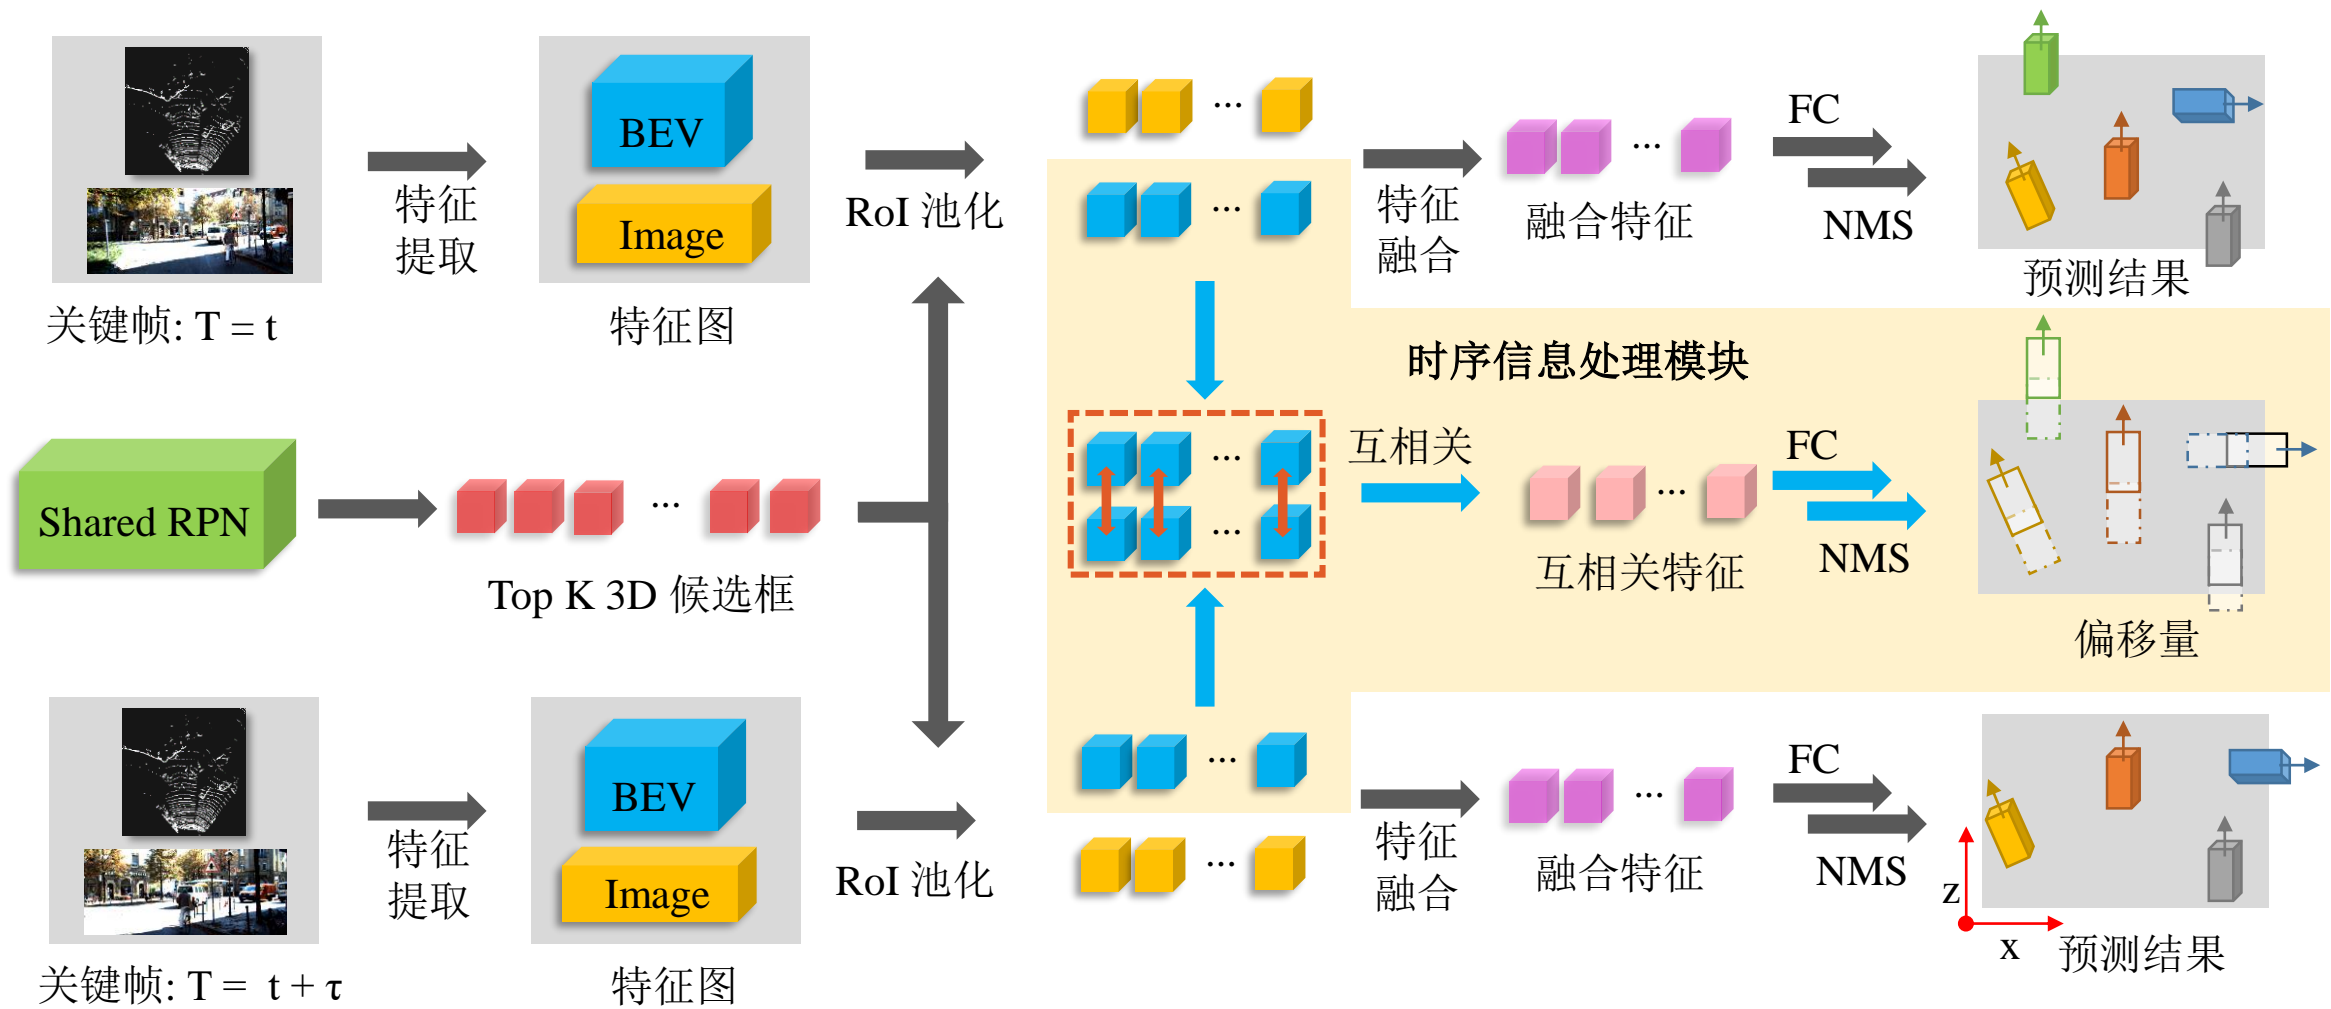 BEV
Image
特征
提取
关键帧: T = t
特征图
RoI 池化
...
...
特征
融合
...
融合特征
FC
NMS
预测结果
Shared RPN
...
Top K 3D 候选框
时序信息处理模块
...
...
互相关
...
互相关特征
FC
NMS
偏移量
BEV
Image
特征
提取
关键帧: T = t + τ
特征图
RoI 池化
...
...
特征
融合
...
融合特征
FC
NMS
Z
X
预测结果